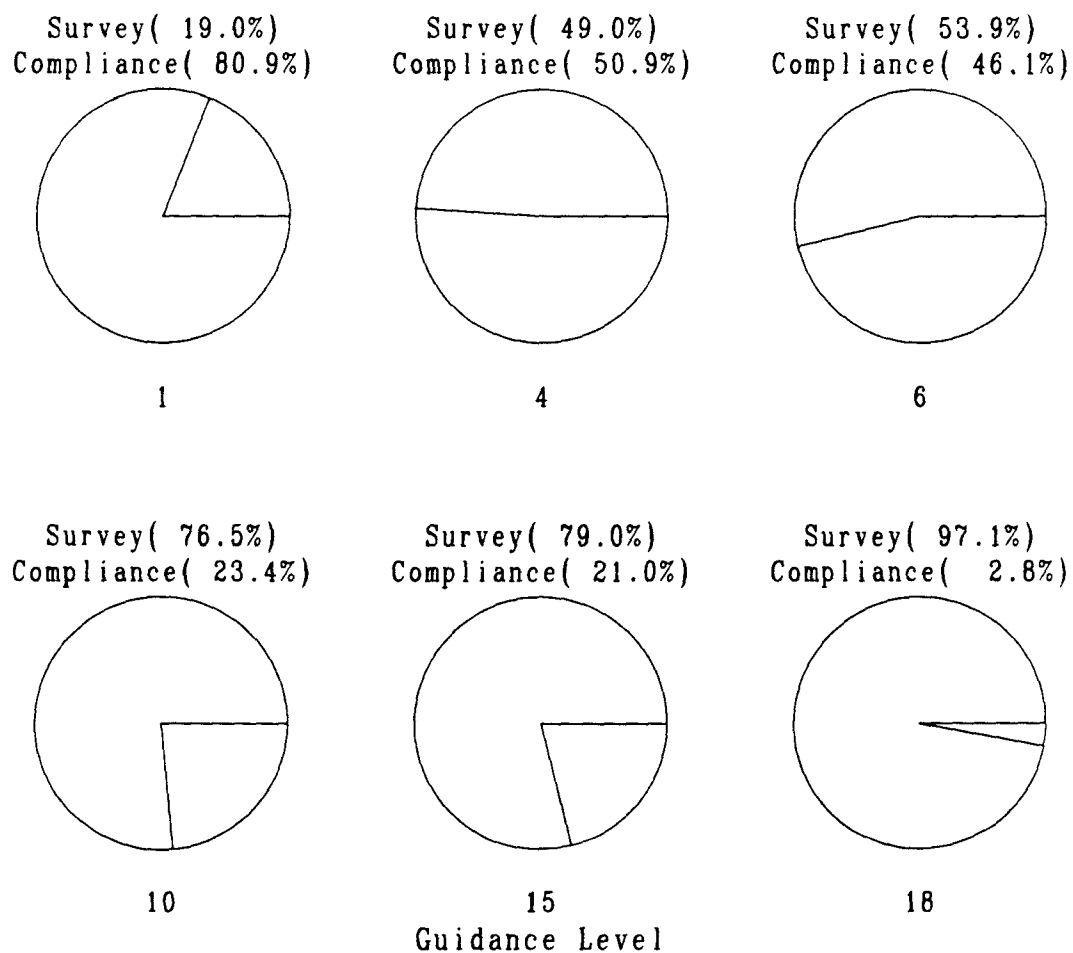 Survey( 19.0%)
Compliance( 80.9%)
1
Survey( 49.0%)
Compliance( 50.9%)
4
Survey( 53.9%)
Compliance( 46.1%)
6
Survey( 76.5%)
Compliance( 23.4%)
10
Survey( 79.0%)
Compliance( 21.0%)
15
Survey( 97.1%)
Compliance(  2.8%)
18
Guidance Level